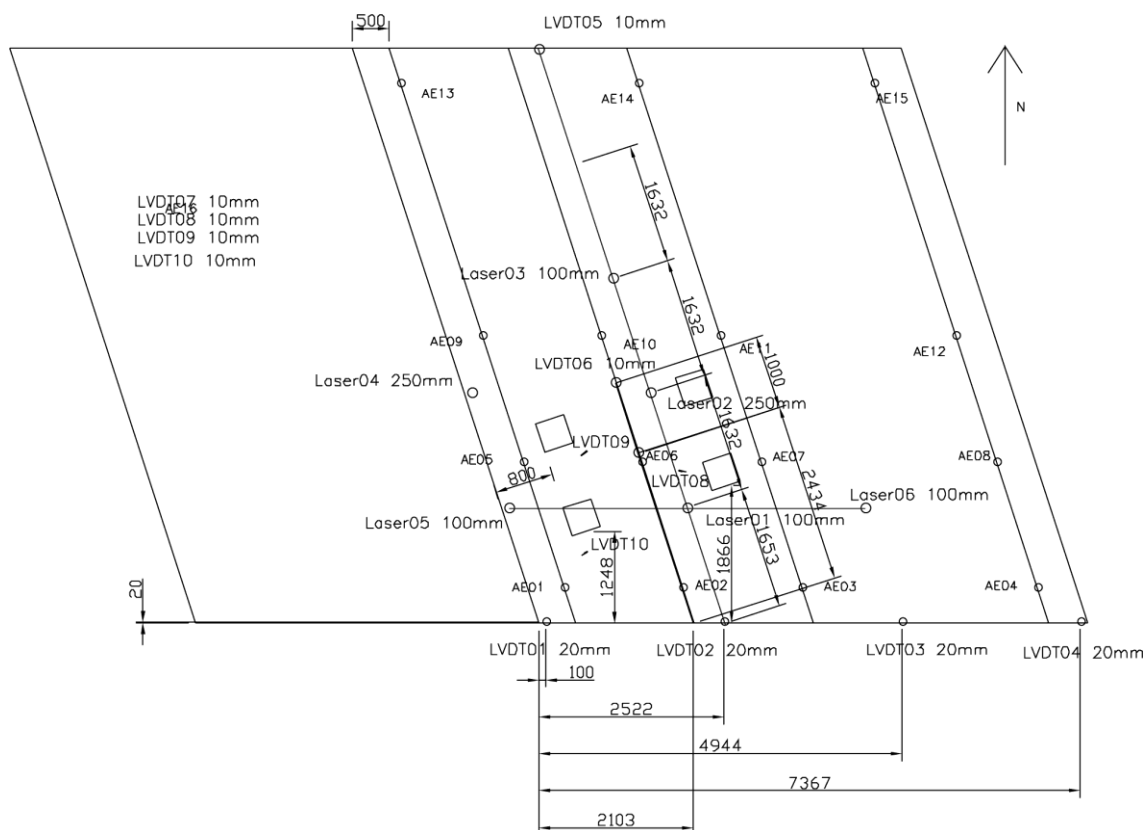 500
LVDT05 10mm
AE13
AE14
AE15
N
1632
LVDT07 10mm
AE16
LVDT08 10mm
LVDT09 10mm
LVDT10 10mm
Laser03 100mm
1632
AE09
AE10
AE11
AE12
LVDT06 10mm
1000
Laser04 250mm
Laser02 250mm
1632
LVDT09
AE05
AE06
AE07
AE08
800
LVDT08
2434
Laser06 100mm
Laser05 100mm
Laser01 100mm
1653
1866
LVDT10
1248
20
AE01
AE02
AE03
AE04
LVDT01 20mm
LVDT02 20mm
LVDT03 20mm
LVDT04 20mm
100
2522
4944
7367
2103